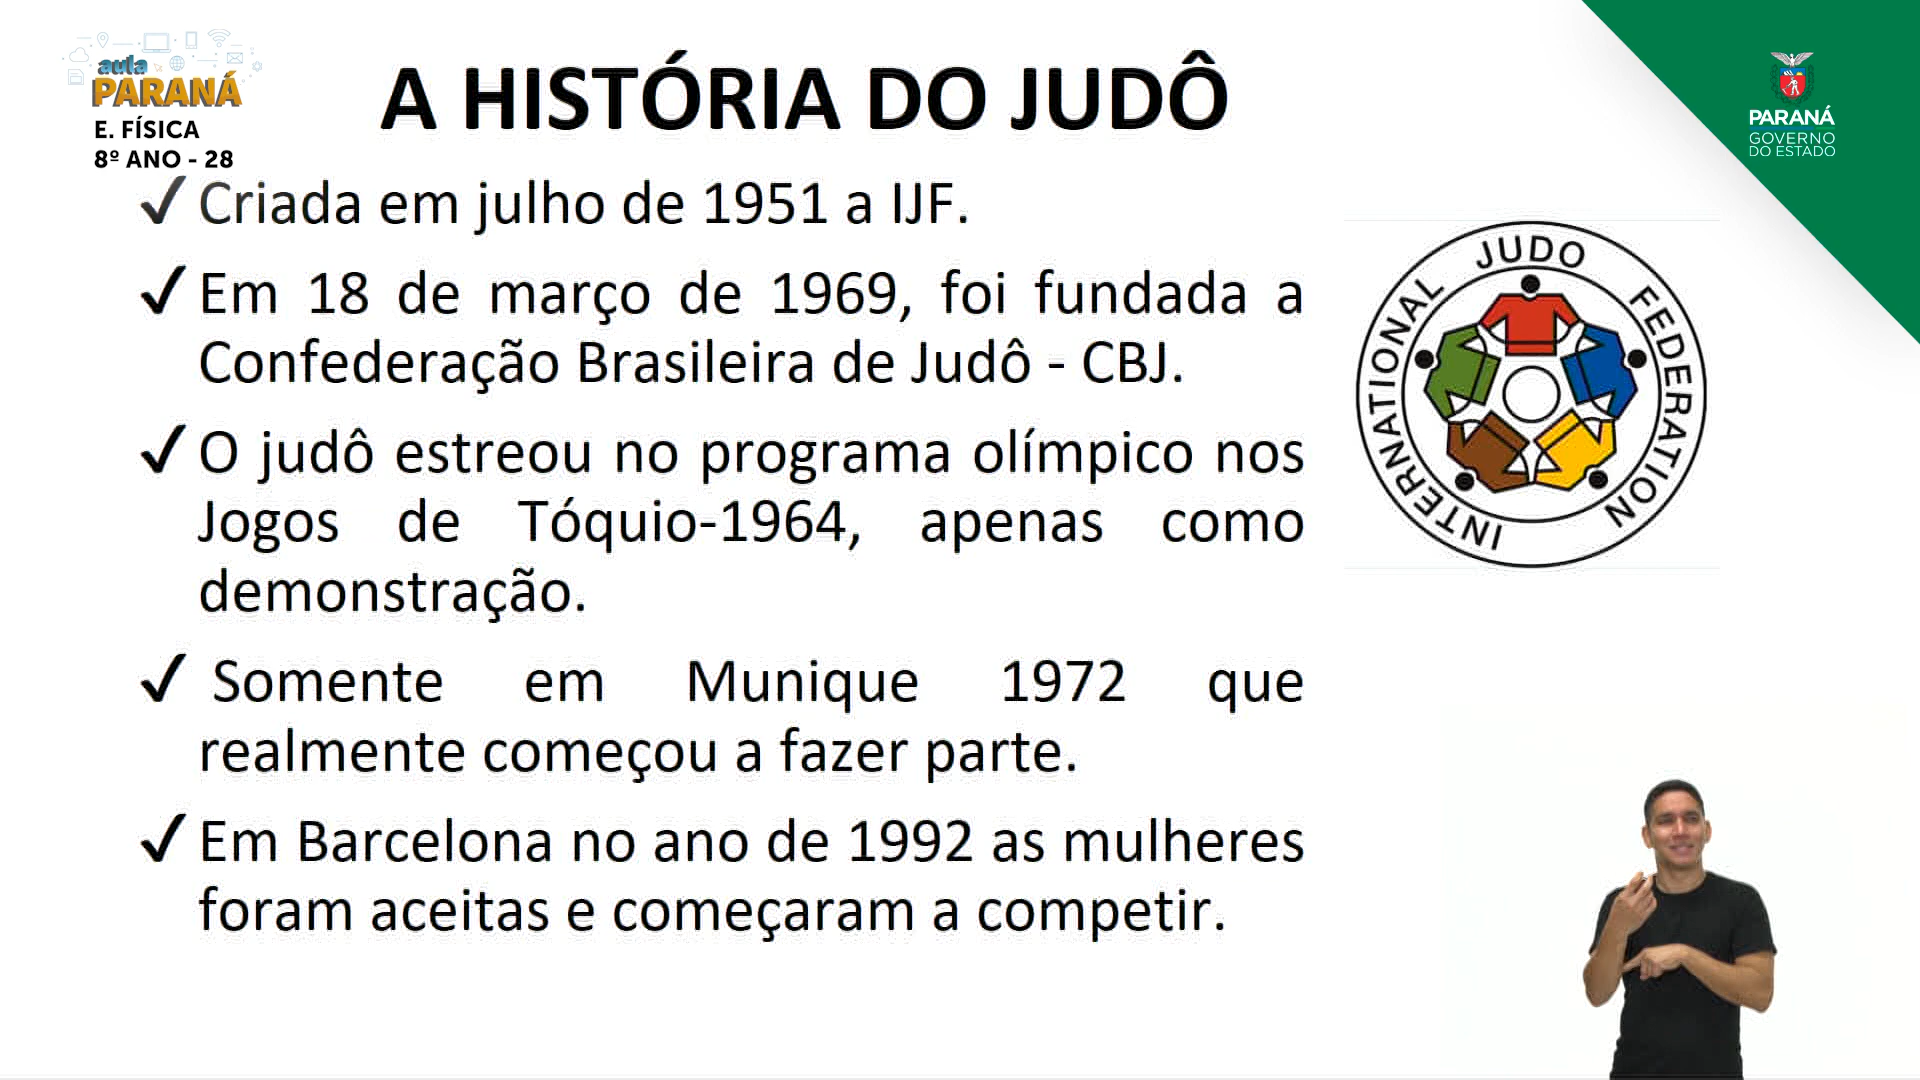 aula
PARANÁ
E. FÍSICA
8º ANO - 28
A HISTÓRIA DO JUDÔ
PARANÁ
GOVERNO
DO ESTADO
✓ Criada em julho de 1951 a IJF.
✓ Em 18 de março de 1969, foi fundada a
Confederação Brasileira de Judô - CBJ.
✓ O judô estreou no programa olímpico nos
Jogos de Tóquio-1964, apenas como
demonstração.
✓ Somente em Munique 1972 que
realmente começou a fazer parte.
✓ Em Barcelona no ano de 1992 as mulheres
foram aceitas e começaram a competir.
INTERNATIONAL JUDO FEDERATION